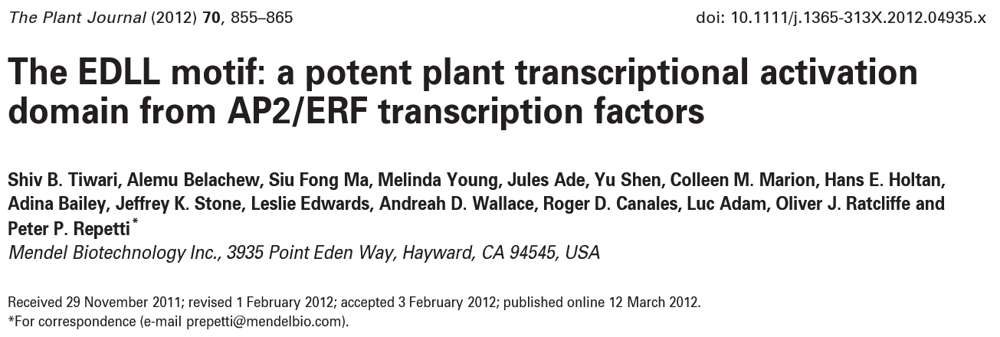 The Plant Journal (2012) 70, 855–865 doi: 10.1111/j.1365-313X.2012.04935.x
The EDLL motif: a potent plant transcriptional activation
domain from AP2/ERF transcription factors
Shiv B. Tiwari, Alemu Belachew, Siu Fong Ma, Melinda Young, Jules Ade, Yu Shen, Colleen M. Marion, Hans E. Holtan,
Adina Bailey, Jeffrey K. Stone, Leslie Edwards, Andreah D. Wallace, Roger D. Canales, Luc Adam, Oliver J. Ratcliffe and
Peter P. Repetti*
Mendel Biotechnology Inc., 3935 Point Eden Way, Hayward, CA 94545, USA
Received 29 November 2011; revised 1 February 2012; accepted 3 February 2012; published online 12 March 2012.
*For correspondence (e-mail prepetti@mendelbio.com).